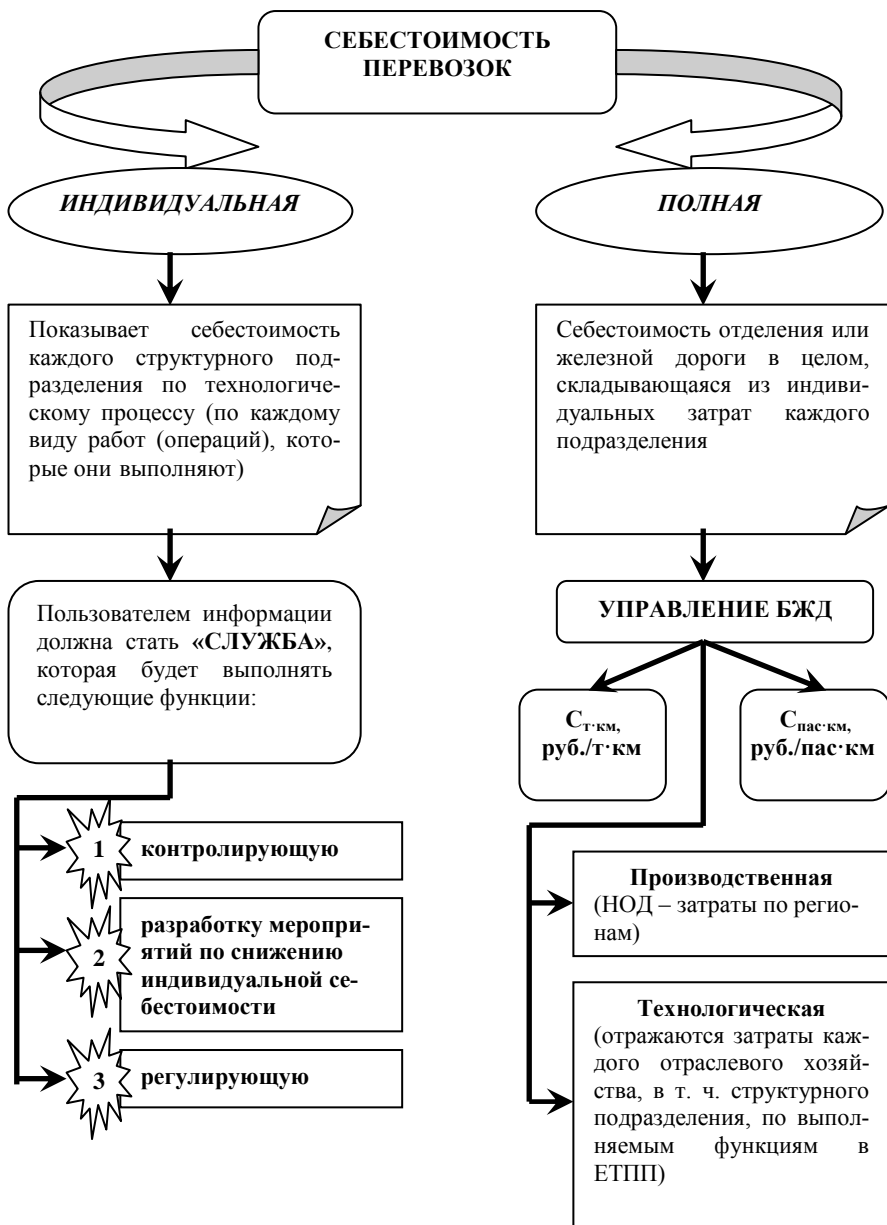 СЕБЕСТОИМОСТЬ
ПЕРЕВОЗОК
ИНДИВИДУАЛЬНАЯ
Показывает себестоимость
каждого структурного под-
разделения по технологиче-
скому процессу (по каждому
виду работ (операций), кото-
рые они выполняют)
Пользователем информации
должна стать «СЛУЖБА»,
которая будет выполнять
следующие функции:
1 контролирующую
разработку меропри-
2 ятий по снижению
индивидуальной се-
бестоимости
3 регулирующую
ПОЛНАЯ
Себестоимость отделения или
железной дороги в целом,
складывающаяся из индиви-
дуальных затрат каждого
подразделения
УПРАВЛЕНИЕ БЖД
Ст·км,
руб./т·км
Спас·км,
руб./пас·км
Производственная
(НОД – затраты по регио-
нам)
Технологическая
(отражаются затраты каж-
дого отраслевого хозяй-
ства, в т. ч. структурного
подразделения, по выпол-
няемым функциям в
ЕТПП)